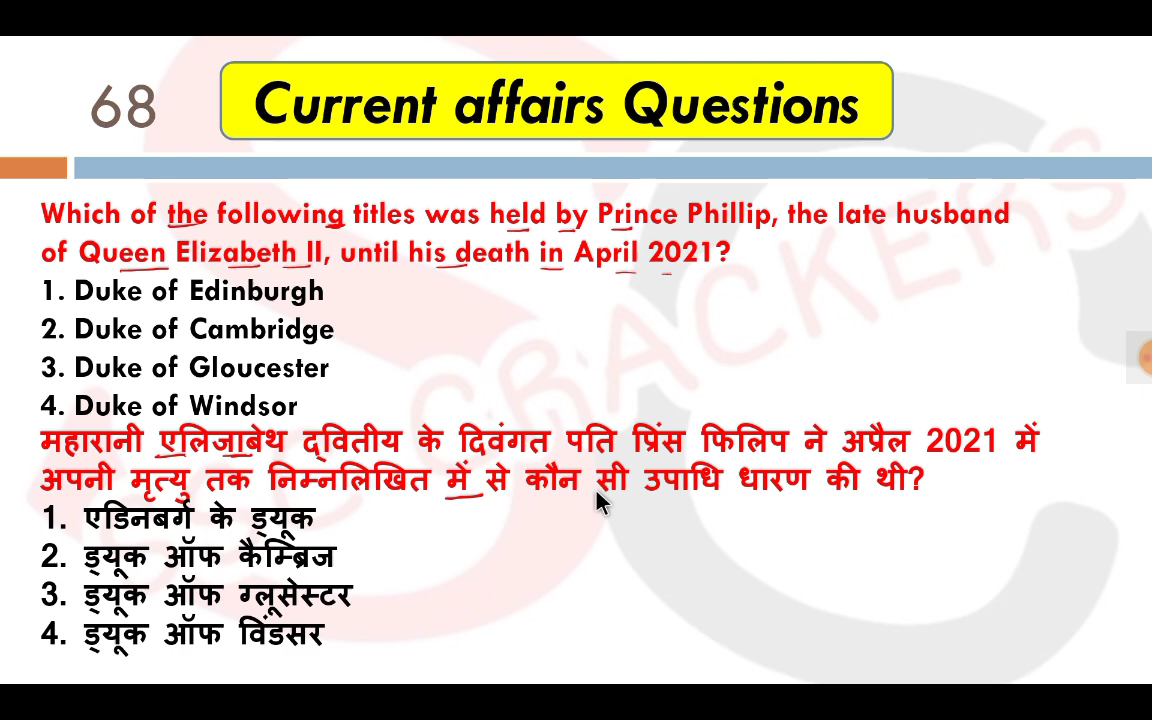 68
Current affairs Questions
Which of the following titles was held by Prince Phillip, the late husband
of Queen Elizabeth II, until his death in April 2021?
1. Duke of Edinburgh
2. Duke of Cambridge
3. Duke of Gloucester
4. Duke of Windsor
महारानी एलिजाबेथ द्वितीय के दिवंगत पति प्रिंस फिलिप ने अप्रैल 2021 में
अपनी मृत्यु तक निम्नलिखित में से कौन सी उपाधि धारण की थी?
1. एडिनबर्ग के ड्यूक
2. ड्यूक ऑफ कैम्ब्रिज
3. ड्यूक ऑफ ग्लूसेस्टर
4. ड्यूक ऑफ विंडसर